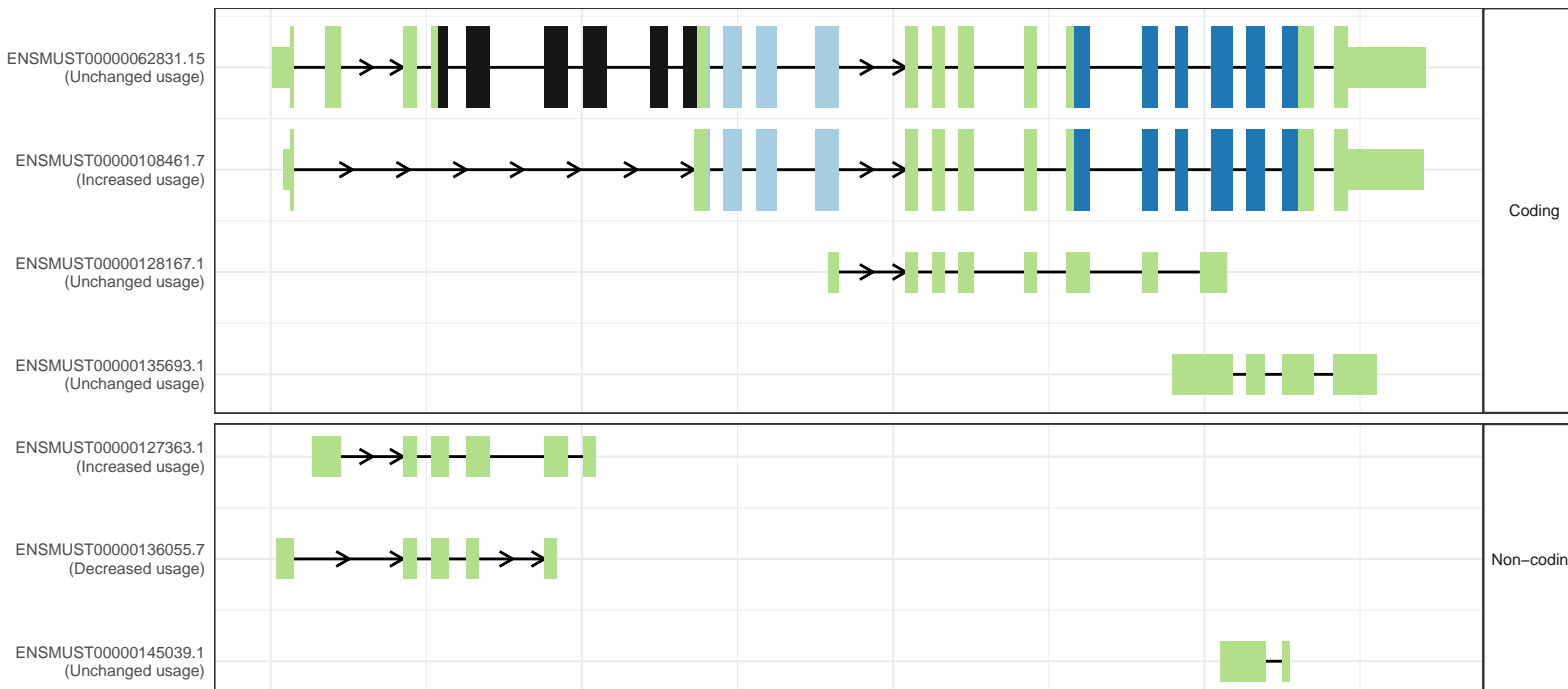 ENSMUST00000062831.15
(Unchanged usage)
ENSMUST00000108461.7
(Increased usage)
ENSMUST00000128167.1
(Unchanged usage)
ENSMUST00000135693.1
(Unchanged usage)
Coding
ENSMUST00000127363.1
(Increased usage)
ENSMUST00000136055.7
(Decreased usage)
ENSMUST00000145039.1
(Unchanged usage)
Non−codin